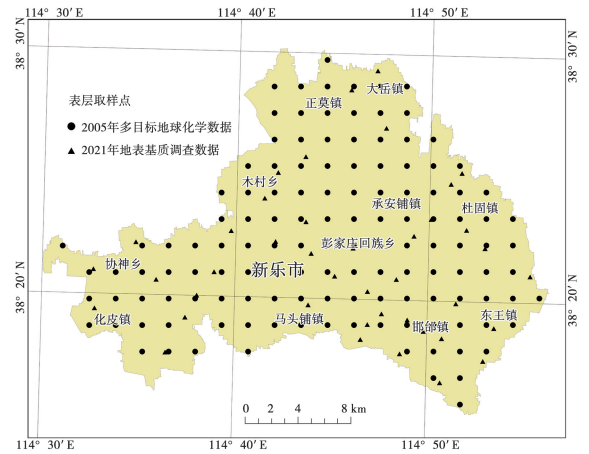 114° 30′ E
114° 40′ E
114° 50′ E
38° 30′ N
38° 30′ N
表层取样点
2005年多目标地球化学数据
2021年地表基质调查数据
大岳镇
正莫镇
木村乡
承安铺镇
杜固镇
彭家庄回族乡
协神乡
新乐市
38° 20′ N
38° 20′ N
化皮镇
马头铺镇
邯邰镇
东王镇
0 2 4 8 km
114° 30′ E
114° 40′ E
114° 50′ E